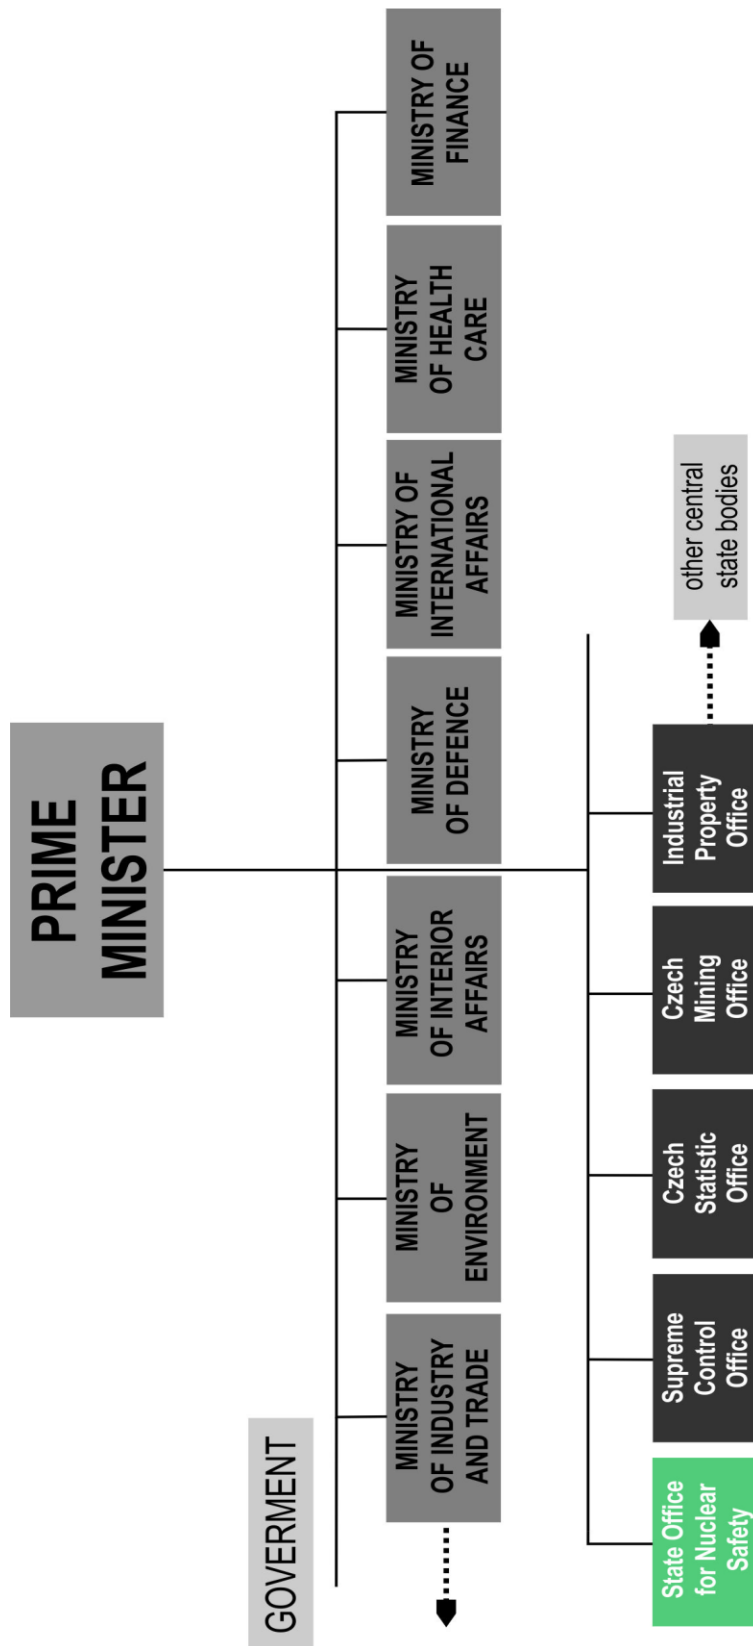 PRIME
MINISTER
GOVERMENT
MINISTRY
OF INDUSTRY
AND TRADE
MINISTRY
OF
ENVIRONMENT
MINISTRY
OF INTERIOR
AFFAIRS
MINISTRY
OF DEFENCE
MINISTRY OF
INTERNATIONAL
AFFAIRS
MINISTRY
OF HEALTH
CARE
MINISTRY OF
FINANCE
State Office
for Nuclear
Safety
Supreme
Control
Office
Czech
Statistic
Office
Czech
Mining
Office
Industrial
Property
Office
other central
state bodies